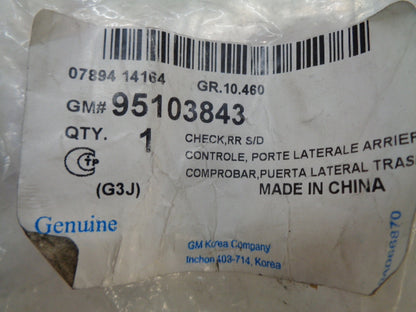 07894 14164 GR.10.460
GM# 95103843
QTY. 1 CHECK,RR S/D
CONTROLE, PORTE LATERALE ARRIER
COMPROBAR,PUERTA LATERAL TRAS
(G3J) MADE IN CHINA
Genuine
GM Korea Company
Inchon 403-714, Korea